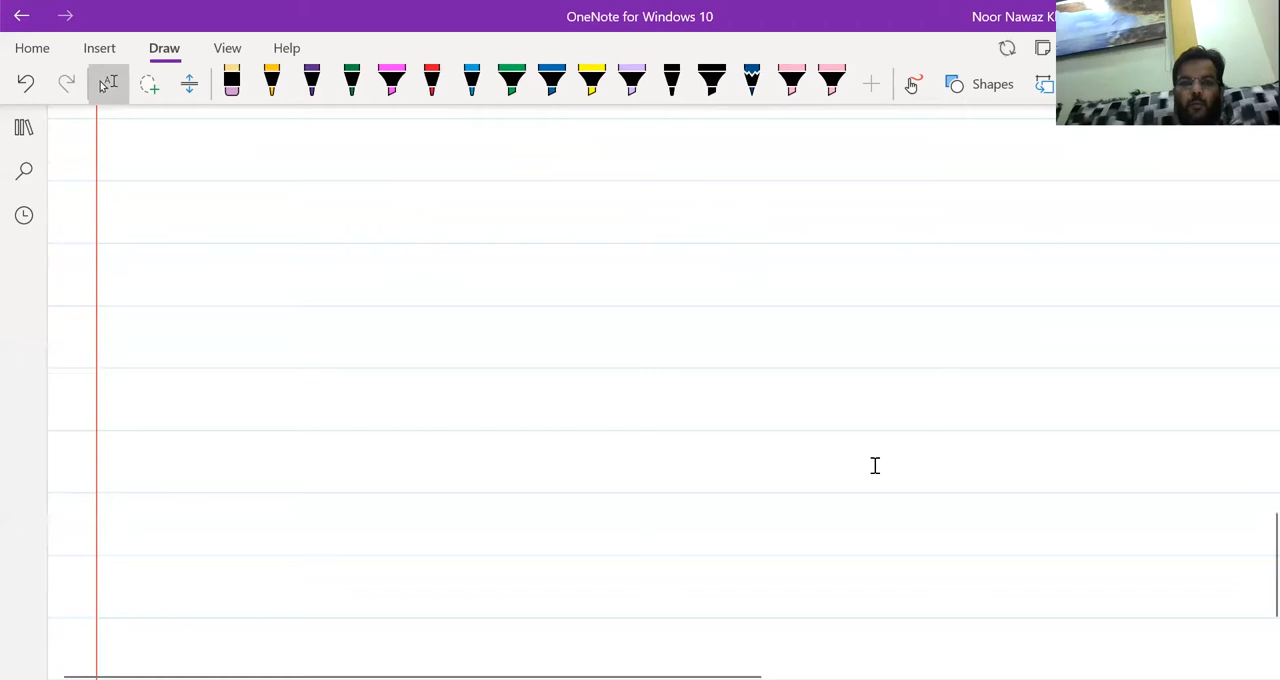 OneNote for Windows 10
Noor Nawaz
Home
Insert
Draw
View
Help
Shapes